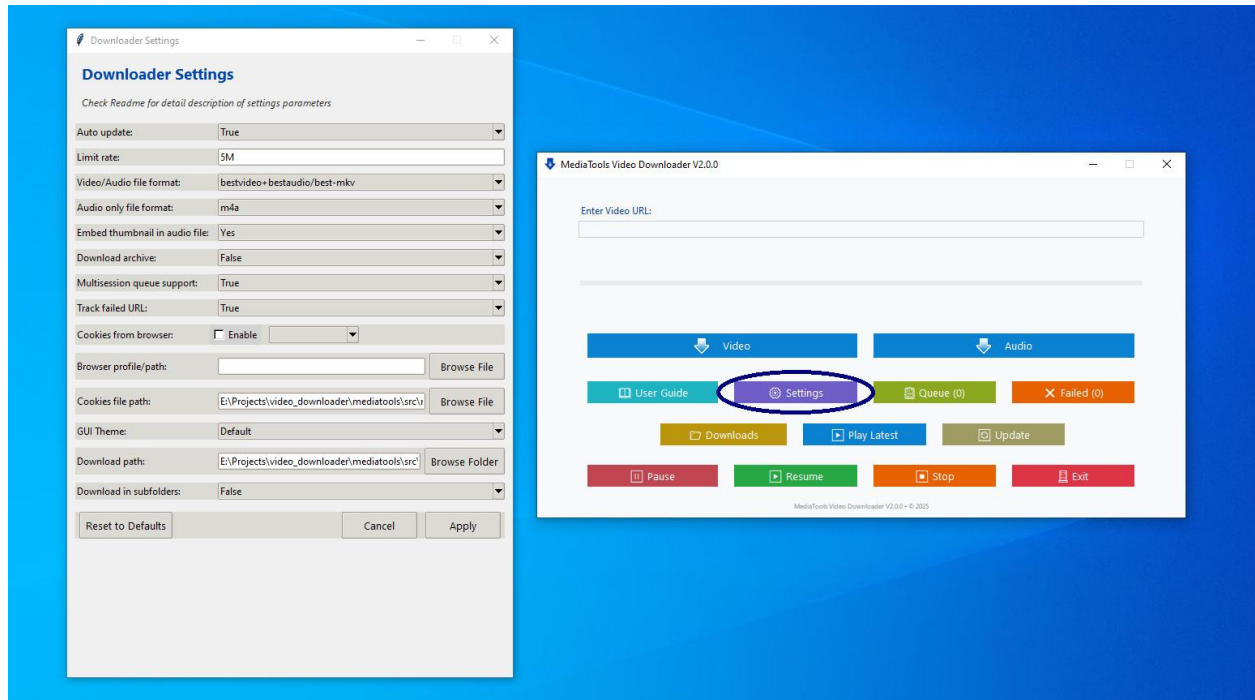 Downloader Settings
Downloader Settings
Check Readme for detail description of settings parameters
Auto update: True
Limit rate: 5M
Video/Audio file format: bestvideo+bestaudio/best-mkv
Audio only file format: m4a
Embed thumbnail in audio file: Yes
Download archive: False
Multisession queue support: True
Track failed URL: True
Cookies from browser: Enable
Browser profile/path: Browse File
Cookies file path: E:\Projects\video_downloader\mediatools\src\r Browse File
GUI Theme: Default
Download path: E:\Projects\video_downloader\mediatools\src' Browse Folder
Download in subfolders: False
Reset to Defaults Cancel Apply
MediaTools Video Downloader V2.0.0
Enter Video URL:
Video Audio
User Guide Settings Queue (0) Failed (0)
Downloads Play Latest Update
Pause Resume Stop Exit
MediaTools Video Downloader V2.0.0 • © 2025